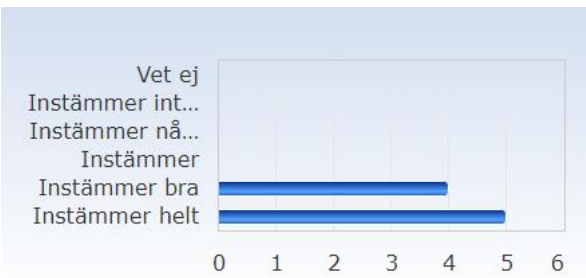 Vet ej
Instämmer int...
Instämmer nå...
Instämmer
Instämmer bra
Instämmer helt
0 1 2 3 4 5 6